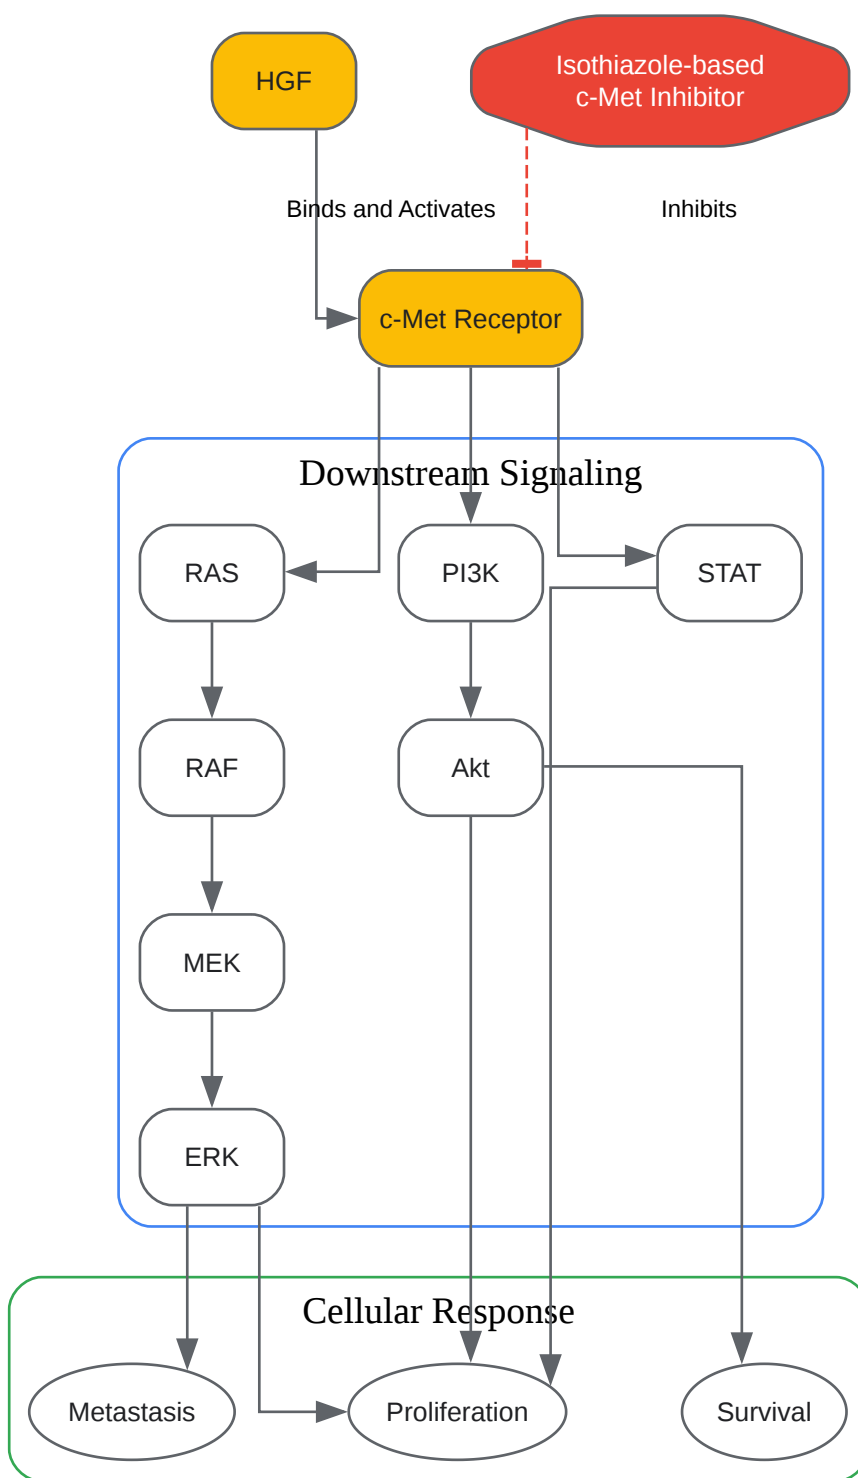 HGF
Isothiazole-based
c-Met Inhibitor
Binds and Activates
Inhibits
c-Met Receptor
Downstream Signaling
RAS
PI3K
STAT
RAF
Akt
MEK
ERK
Cellular Response
Metastasis
Proliferation
Survival